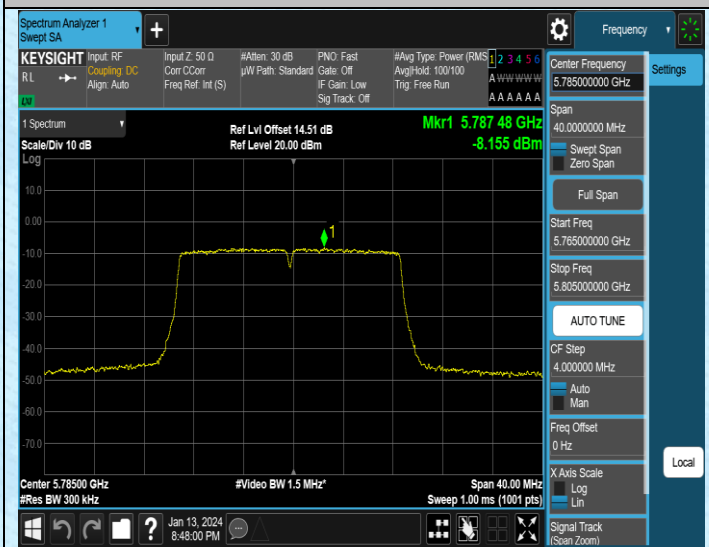 Spectrum Analyzer 1
Swept SA
Frequency
KEYSIGHT
RL
LXI
Input: RF
Coupling: DC
Align: Auto
Input Z: 50 Ω
Corr CCorr
Freq Ref: Int (S)
#Atten: 30 dB
µW Path: Standard
PNO: Fast
Gate: Off
IF Gain: Low
Sig Track: Off
#Avg Type: Power (RMS
Avg|Hold: 100/100
Trig: Free Run
1 2 3 4 5 6
A W W W W W
A A A A A A
Settings
Center Frequency
5.785000000 GHz
Span
40.0000000 MHz
Swept Span
Zero Span
Full Span
Start Freq
5.765000000 GHz
Stop Freq
5.805000000 GHz
AUTO TUNE
CF Step
4.000000 MHz
Auto
Man
Freq Offset
0 Hz
X Axis Scale
Log
Lin
Signal Track
(Span Zoom)
Local
1 Spectrum
Scale/Div 10 dB
Log
Ref Lvl Offset 14.51 dB
Ref Level 20.00 dBm
Mkr1 5.787 48 GHz
-8.155 dBm
10.0
0.00
-10.0
-20.0
-30.0
-40.0
-50.0
-70.0
1
Center 5.78500 GHz
#Res BW 300 kHz
#Video BW 1.5 MHz*
Span 40.00 MHz
Sweep 1.00 ms (1001 pts)
?
Jan 13, 2024
8:48:00 PM